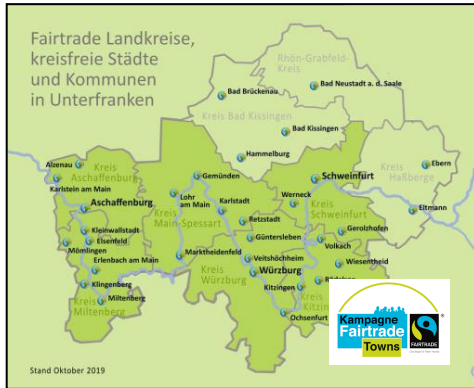 Fairtrade Landkreise,
kreisfreie Städte
und Kommunen
in Unterfranken
Rhön-Grabfeld-
Kreis
Bad Neustadt a. d. Saale
Bad Brückenau
Kreis Bad Kissingen
Bad Kissingen
Hammelburg
Alzenau
Kreis
Aschaffenburg
Karlstein am Main
Aschaffenburg
Kleinwallstadt
Elsenfeld
Mömlingen
Erlenbach am Main
Klingenberg
Kreis
Miltenberg
Miltenberg
Gemünden
Lohr
am Main
Kreis
Main-Spessart
Karlstadt
Retzstadt
Güntersleben
Marktheidenfeld
Veitshöchheim
Kreis
Würzburg
Würzburg
Kitzingen
Ochsenfurt
Schweinfurt
Werneck
Kreis
Schweinfurt
Gerolzhofen
Volkach
Wiesentheid
Kreis
Ebern
Kreis
Haßberge
Eltmann
Kampagne
Fairtrade
Towns
FAIRTRADE
Stand Oktober 2019